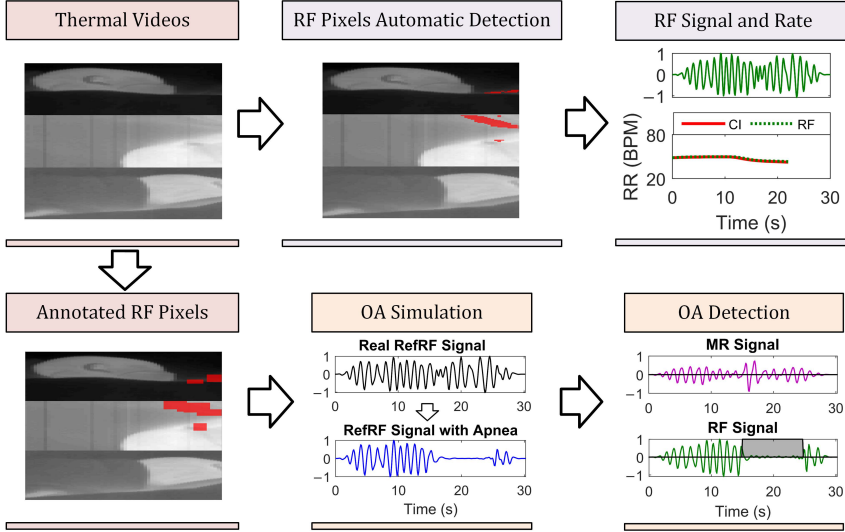 Thermal Videos
RF Pixels Automatic Detection
RF Signal and Rate
1
0
−1
CI RF
80
20
RR (BPM)
0 10 20 30
Time (s)
Annotated RF Pixels
OA Simulation
Real RefRF Signal
1
0
−1
0 10 20 30
RefRF Signal with Apnea
1
0
−1
0 10 20 30
Time (s)
OA Detection
MR Signal
1
0
−1
0 10 20 30
RF Signal
1
0
−1
0 10 20 30
Time (s)